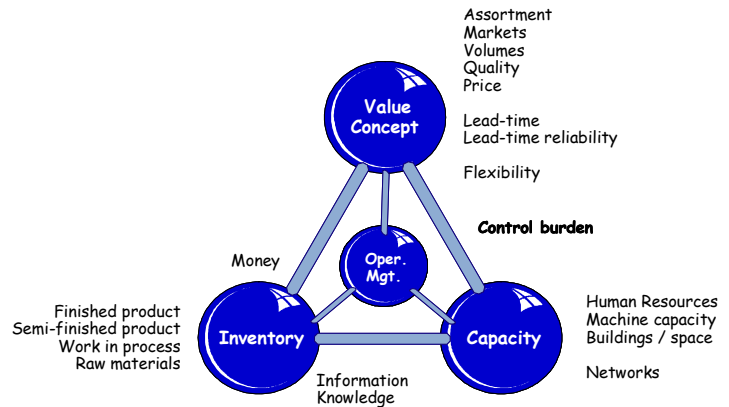 Assortment
Markets
Volumes
Quality
Price
Value
Concept
Lead-time
Lead-time reliability
Flexibility
Control burden
Money
Oper.
Mgt.
Finished product
Semi-finished product
Work in process
Raw materials
Inventory
Capacity
Human Resources
Machine capacity
Buildings / space
Networks
Information
Knowledge